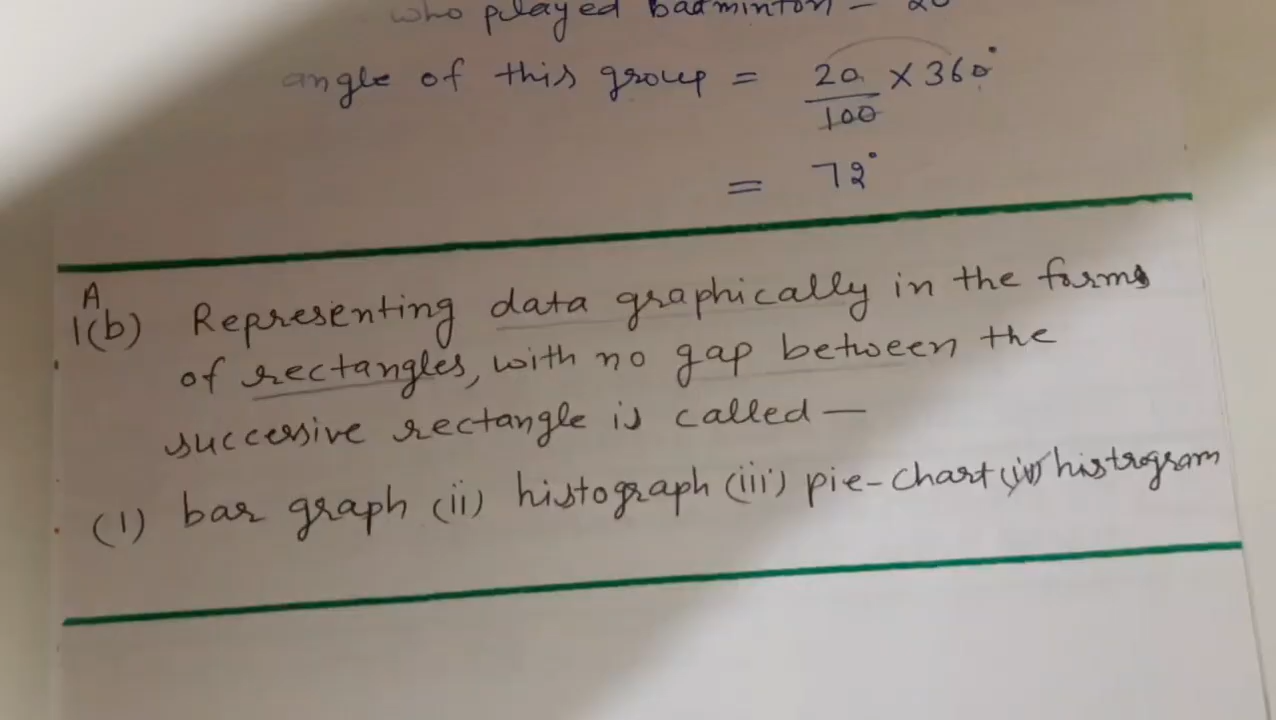 who played badminton - 20
angle of this group = 20/100 × 360°
= 72°
A
1(b) Representing data graphically in the forms
of rectangles, with no gap between the
successive rectangle is called —
(1) bar graph (ii) histograph (iii) pie-chart (iv) histrogram